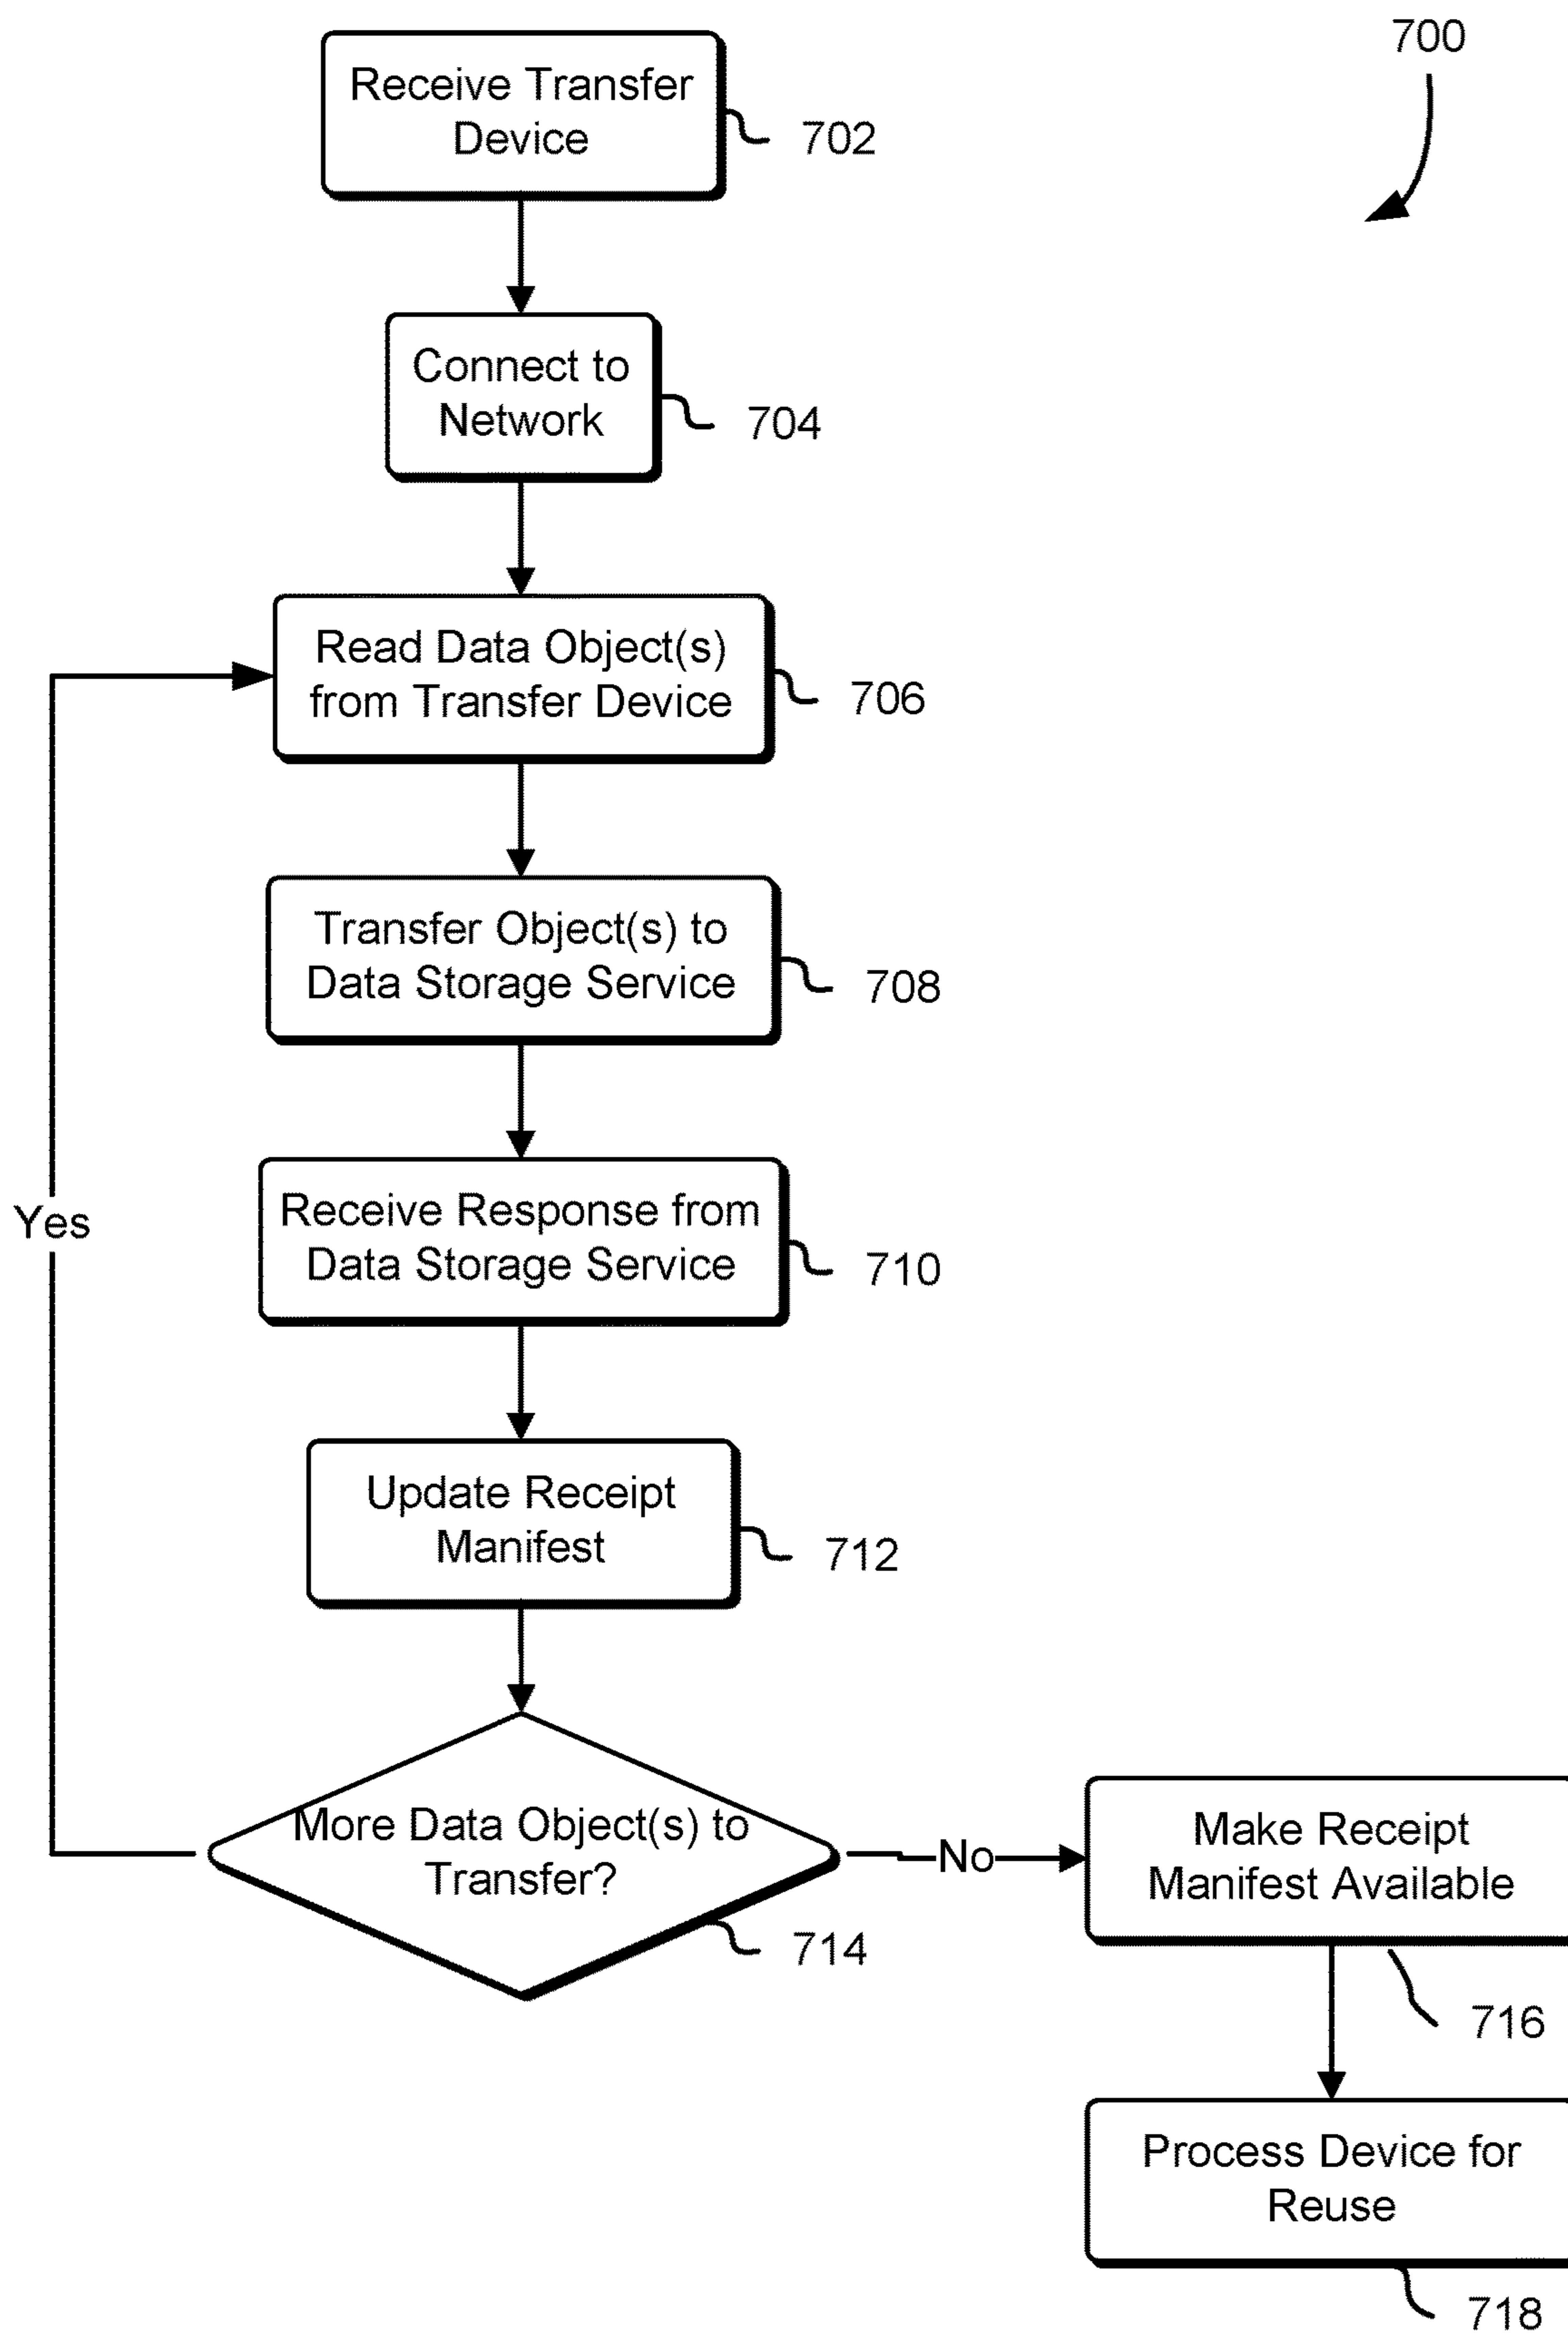 700
Receive Transfer
Device
702
Connect to
Network
704
Read Data Object(s)
from Transfer Device
706
Transfer Object(s) to
Data Storage Service
708
Receive Response from
Data Storage Service
710
Yes
Update Receipt
Manifest
712
More Data Object(s) to
Transfer?
714
No
Make Receipt
Manifest Available
716
Process Device for
Reuse
718